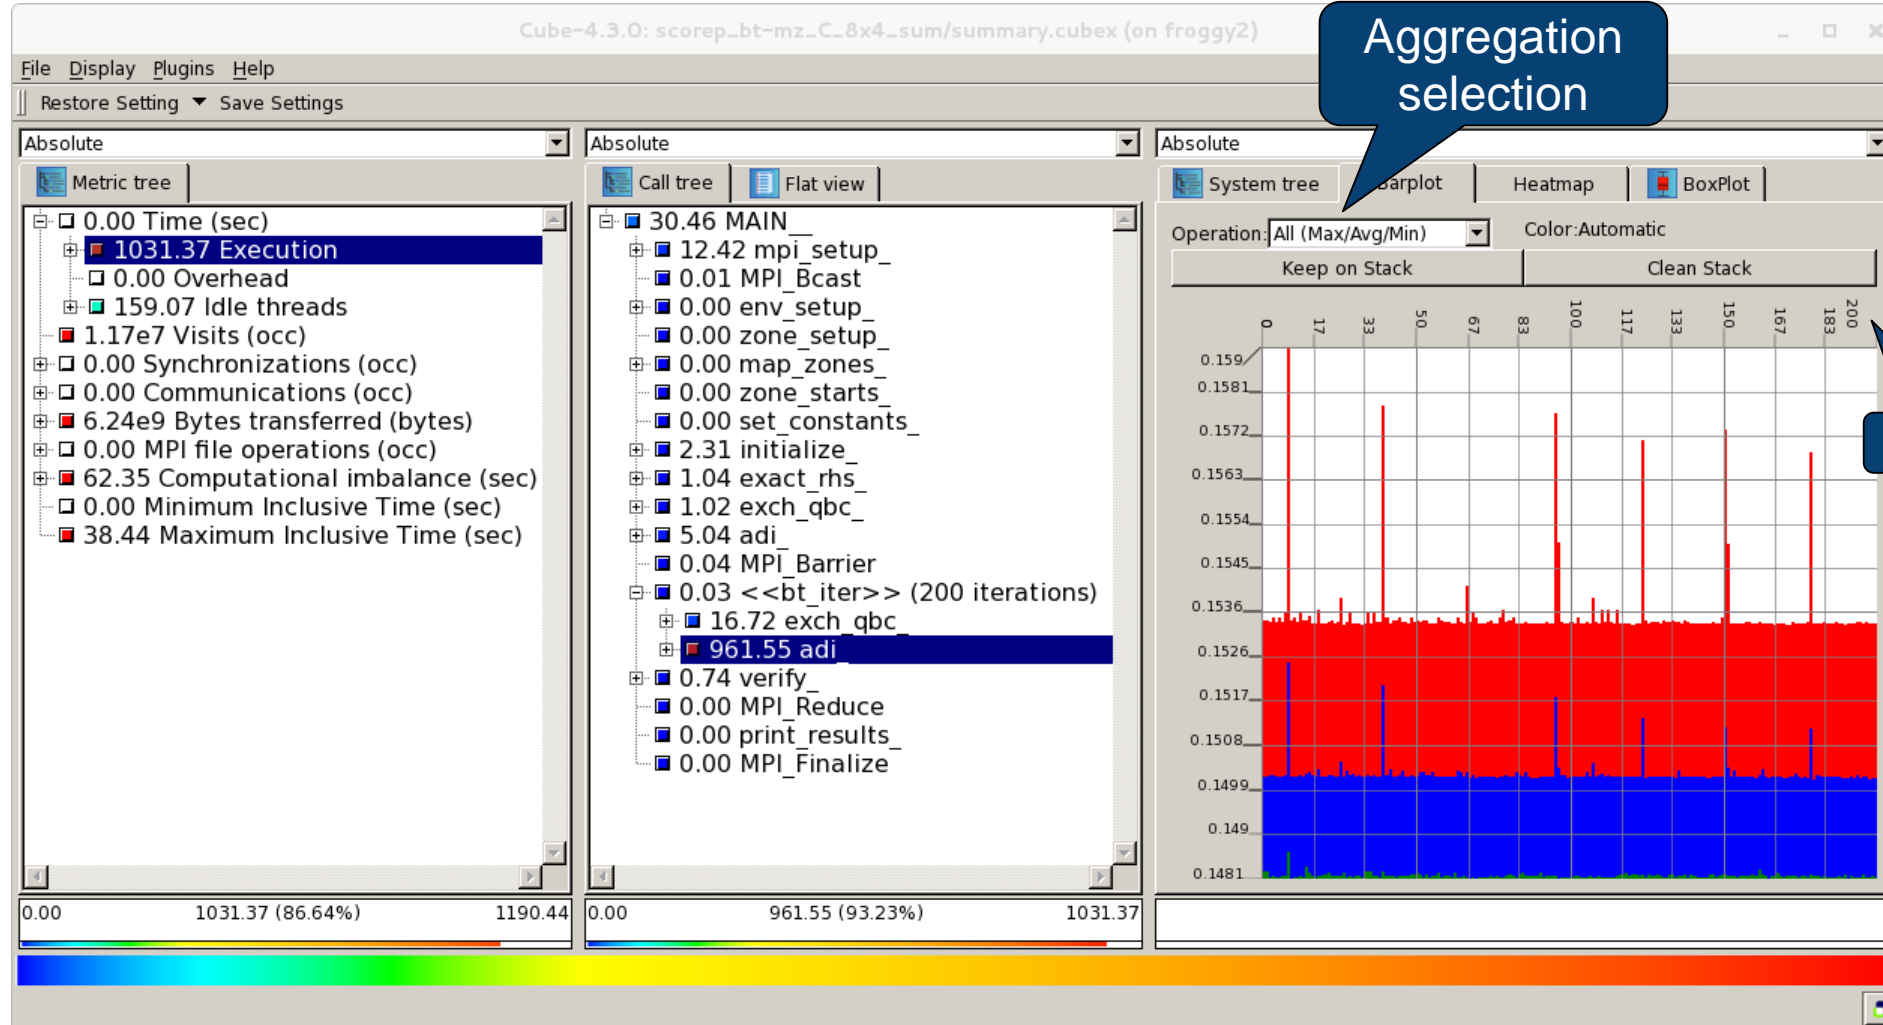 Cube-4.3.0: scorep_bt-mz_C_8x4_sum/summary.cubex (on froggy2)
Aggregation
selection
File Display Plugins Help
Restore Setting Save Settings
Absolute
Metric tree
0.00 Time (sec)
1031.37 Execution
0.00 Overhead
159.07 Idle threads
1.17e7 Visits (occ)
0.00 Synchronizations (occ)
0.00 Communications (occ)
6.24e9 Bytes transferred (bytes)
0.00 MPI file operations (occ)
62.35 Computational imbalance (sec)
0.00 Minimum Inclusive Time (sec)
38.44 Maximum Inclusive Time (sec)
0.00 1031.37 (86.64%) 1190.44
Absolute
Call tree Flat view
30.46 MAIN__
12.42 mpi_setup_
0.01 MPI_Bcast
0.00 env_setup_
0.00 zone_setup_
0.00 map_zones_
0.00 zone_starts_
0.00 set_constants_
2.31 initialize_
1.04 exact_rhs_
1.02 exch_qbc_
5.04 adi_
0.04 MPI_Barrier
0.03 <<bt_iter>> (200 iterations)
16.72 exch_qbc_
961.55 adi_
0.74 verify_
0.00 MPI_Reduce
0.00 print_results_
0.00 MPI_Finalize
0.00 961.55 (93.23%) 1031.37
Absolute
System tree Barplot Heatmap BoxPlot
Operation: All (Max/Avg/Min) Color:Automatic
Keep on Stack Clean Stack
0 17 33 50 67 83 100 117 133 150 167 183 200
0.159
0.1581
0.1572
0.1563
0.1554
0.1545
0.1536
0.1526
0.1517
0.1508
0.1499
0.149
0.1481